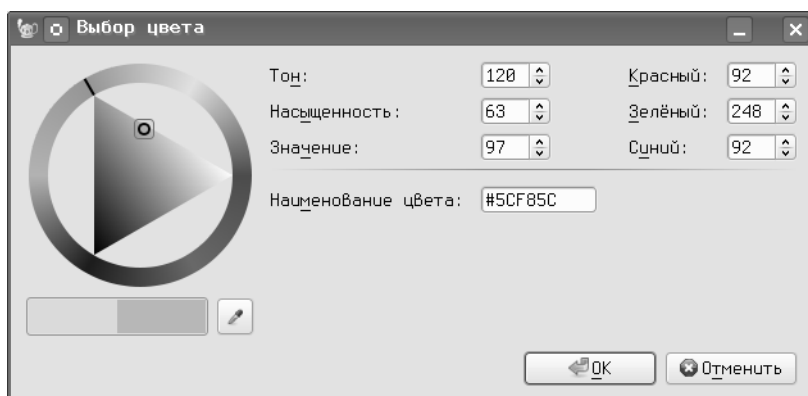 Выбор цвета
Тон: 120 Красный: 92
Насыщенность: 63 Зелёный: 248
Значение: 97 Синий: 92
Наименование цвета: #5CF85C
OK Отменить